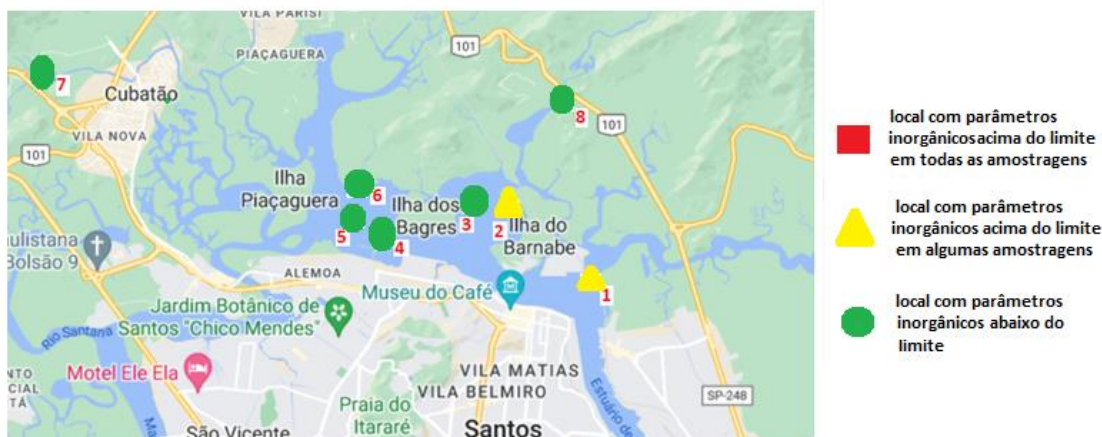 VILA PARISI
PIAÇAGUERA
101
7
Cubatão
8
VILA NOVA
101
101
Ilha
Piaçaguera
6
Ilha dos
Bagres
3
2
Ilha do
Barnabe
5
4
aulistana
Bolsão 9
ALEMOA
Museu do Café
1
Jardim Botânico de
Santos "Chico Mendes"
Rio Santana
Motel Ele Ela
VILA MATIAS
VILA BELMIRO
SP-248
NTO
CIAL
TÁ
Praia do
Itararé
Estuário de
São Vicente
Santos
local com parâmetros
inorgânicosacima do limite
em todas as amostragens
local com parâmetros
inorgânicos acima do limite
em algumas amostragens
local com parâmetros
inorgânicos abaixo do
limite